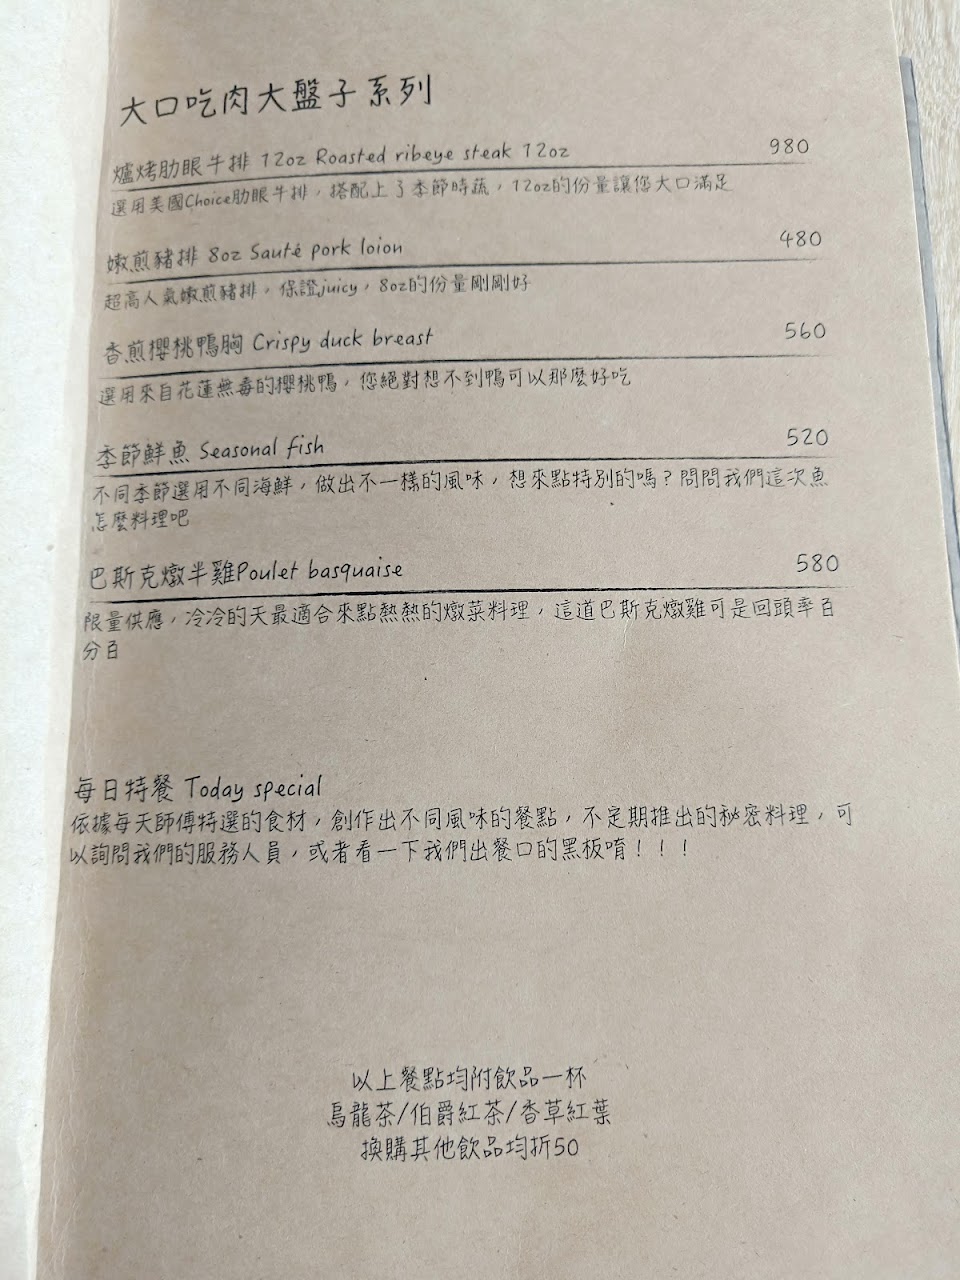 大口吃肉大盤子系列
爐烤肋眼牛排 12oz Roasted ribeye steak 12oz 980
選用美國Choice肋眼牛排，搭配上了季節時蔬，12oz的份量讓您大口滿足
嫩煎豬排 8oz Sauté pork loion 480
超高人氣嫩煎豬排，保證juicy，8oz的份量剛剛好
香煎櫻桃鴨胸 Crispy duck breast 560
選用來自花蓮無毒的櫻桃鴨，您絕對想不到鴨可以那麼好吃
季節鮮魚 Seasonal fish 520
不同季節選用不同海鮮，做出不一樣的風味，想來點特別的嗎？問問我們這次魚
怎麼料理吧
巴斯克燉半雞Poulet basquaise 580
限量供應，冷冷的天最適合來點熱熱的燉菜料理，這道巴斯克燉雞可是回頭率百
分百
每日特餐 Today special
依據每天師傅特選的食材，創作出不同風味的餐點，不定期推出的秘密料理，可
以詢問我們的服務人員，或者看一下我們出餐口的黑板唷！！！
以上餐點均附飲品一杯
烏龍茶/伯爵紅茶/香草紅葉
換購其他飲品均折50